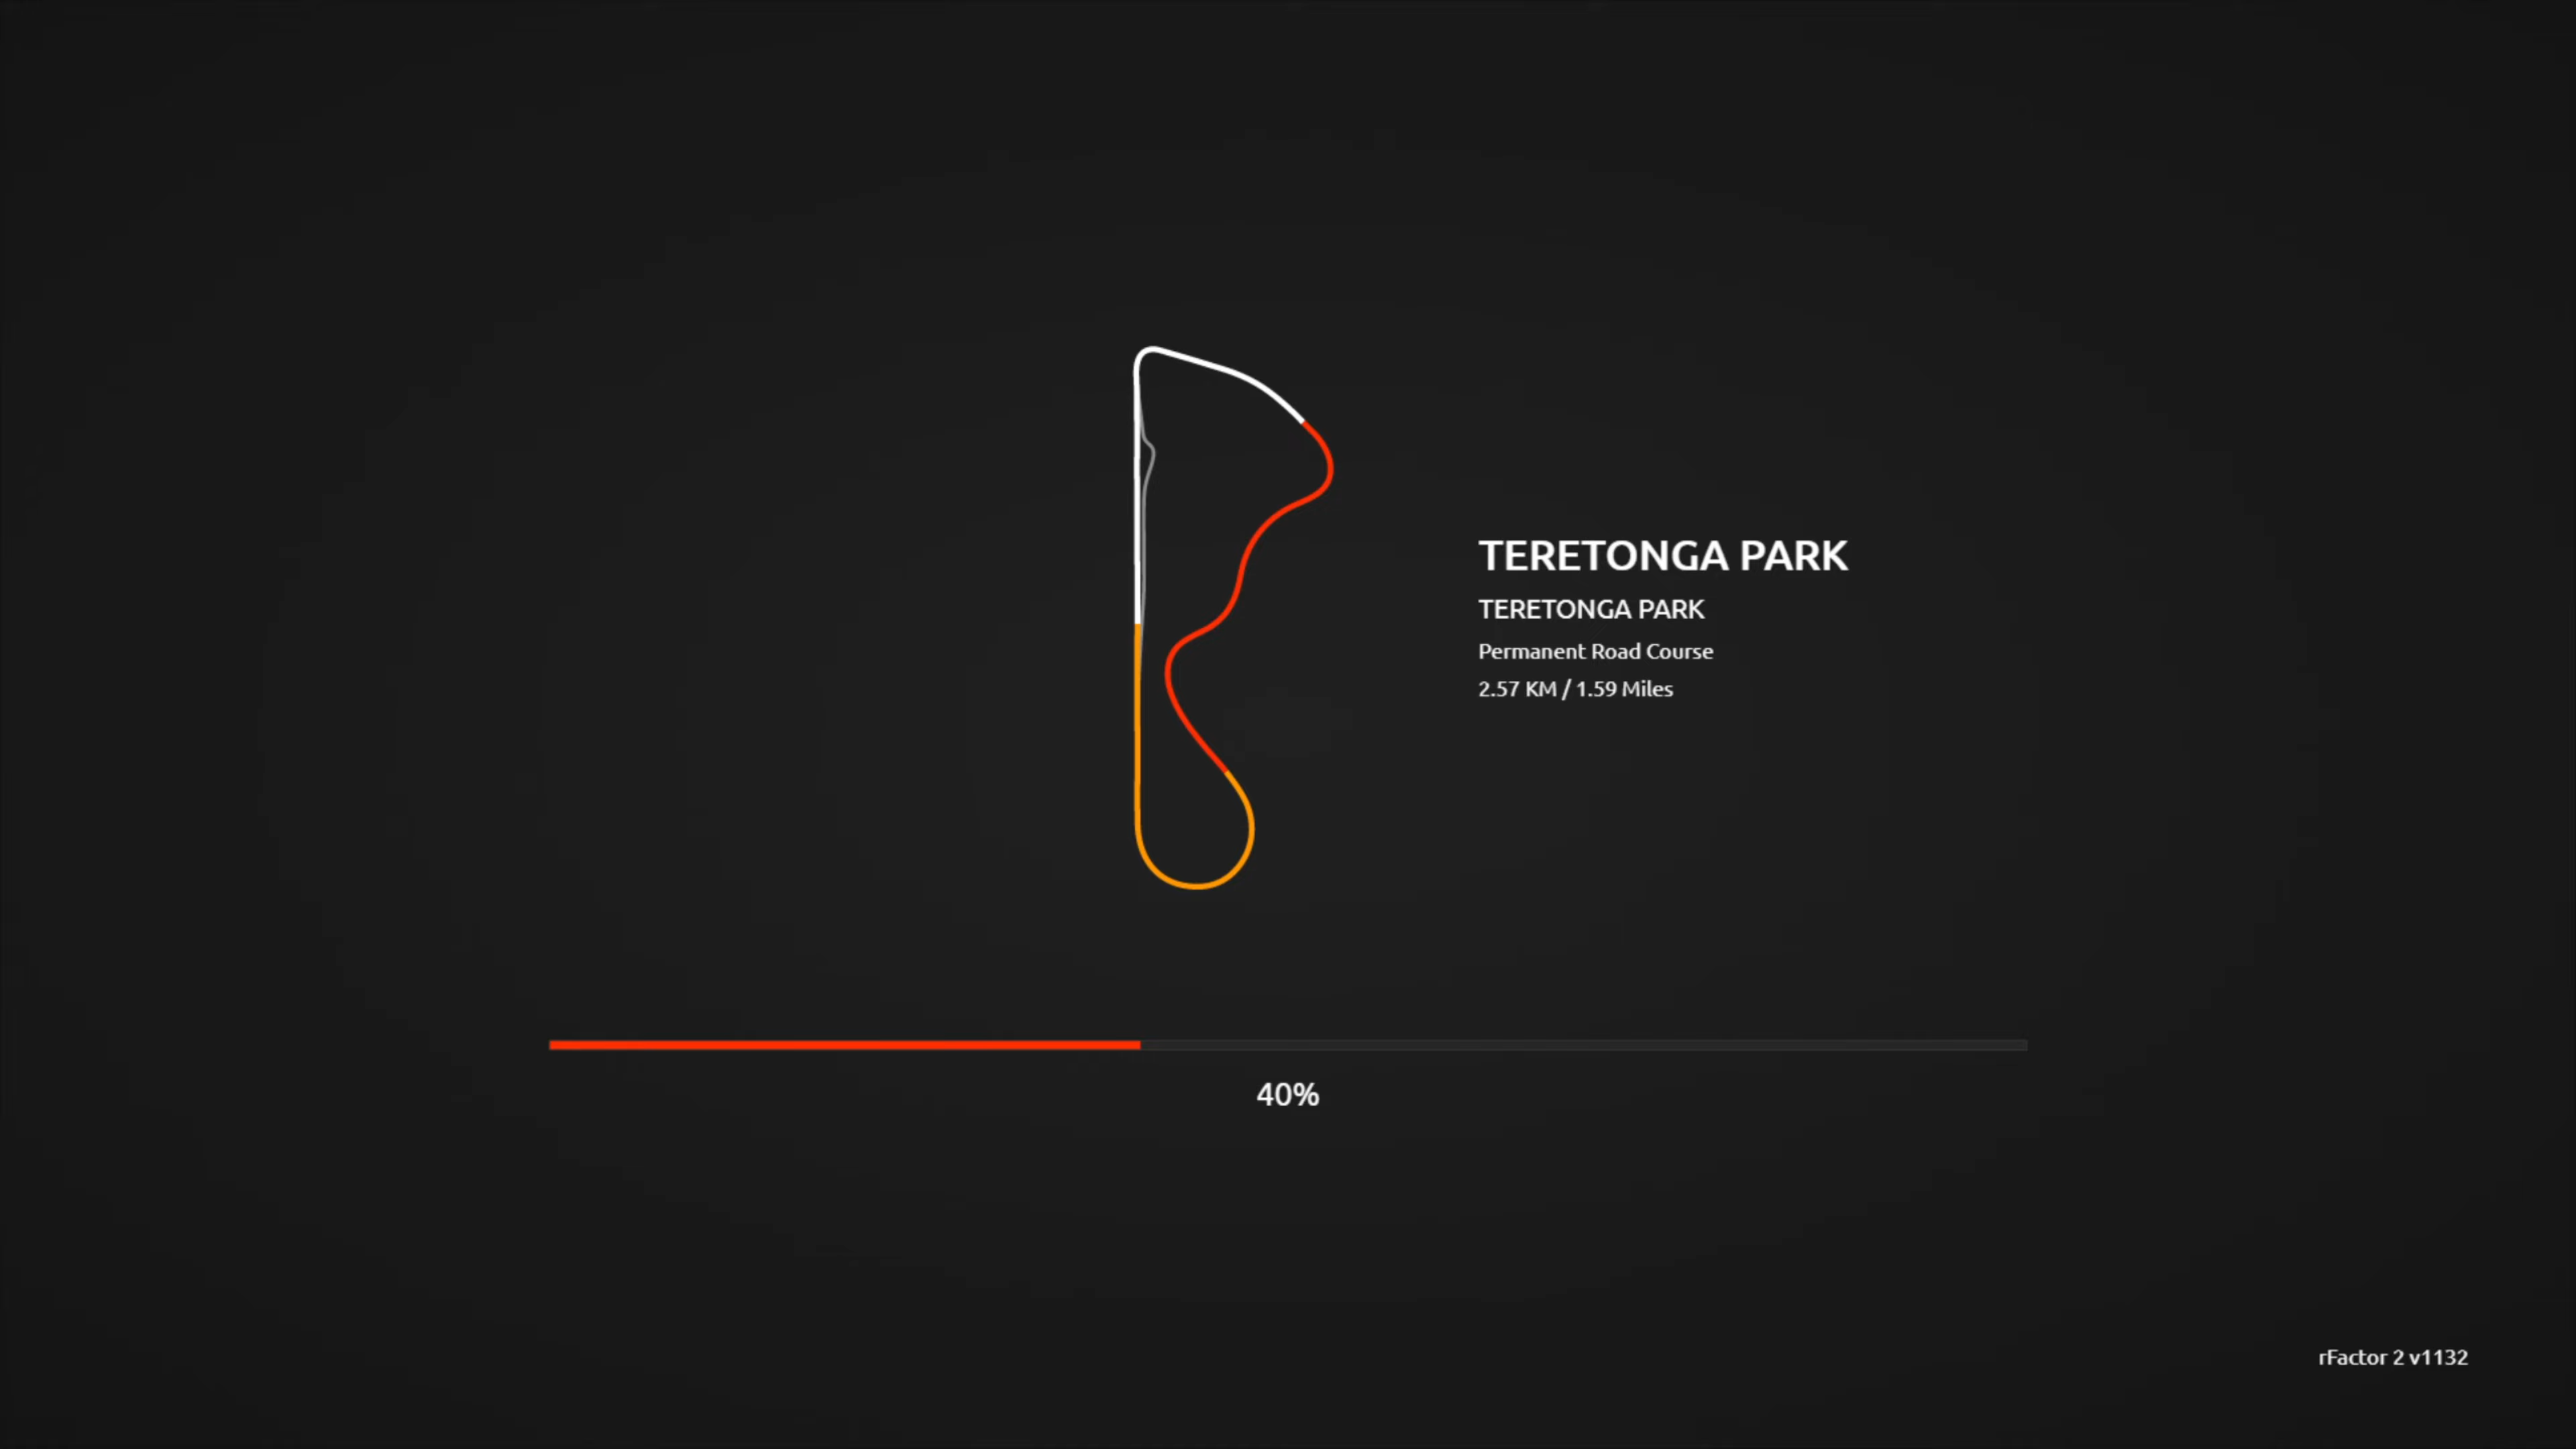 TERETONGA PARK
TERETONGA PARK
Permanent Road Course
2.57 KM / 1.59 Miles
40%
rFactor 2 v1132